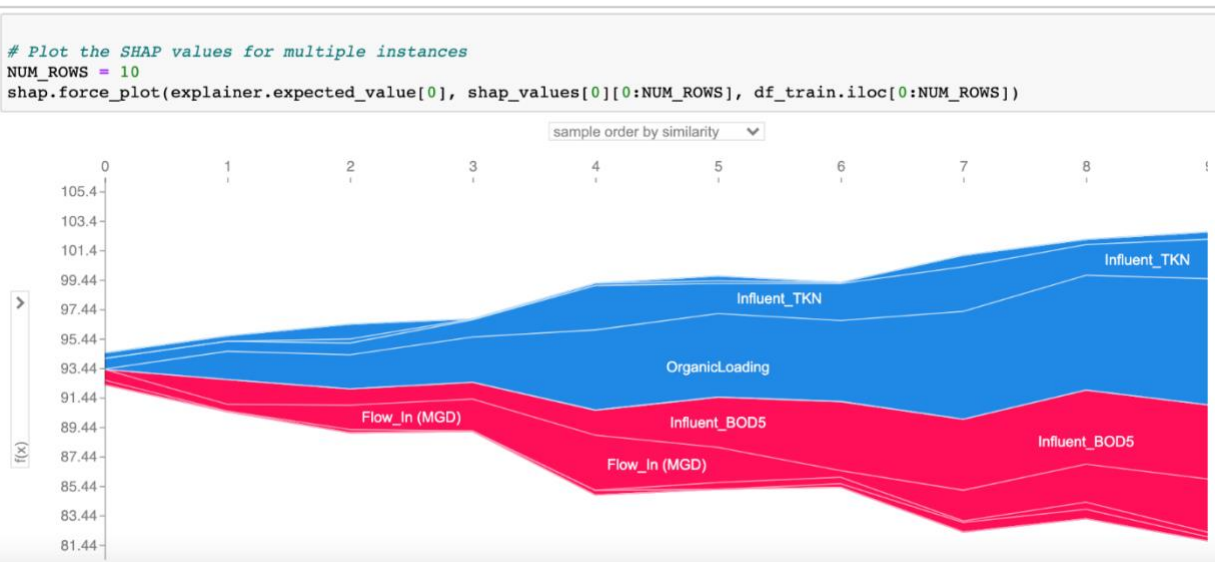 # Plot the SHAP values for multiple instances
NUM_ROWS = 10
shap.force_plot(explainer.expected_value[0], shap_values[0][0:NUM_ROWS], df_train.iloc[0:NUM_ROWS])
sample order by similarity
0 1 2 3 4 5 6 7 8
105.4
103.4
101.4
99.44
97.44
95.44
93.44
91.44
89.44
87.44
85.44
83.44
81.44
f(x)
Influent_TKN
Influent_TKN
OrganicLoading
Flow_In (MGD)
Influent_BOD5
Influent_BOD5
Flow_In (MGD)